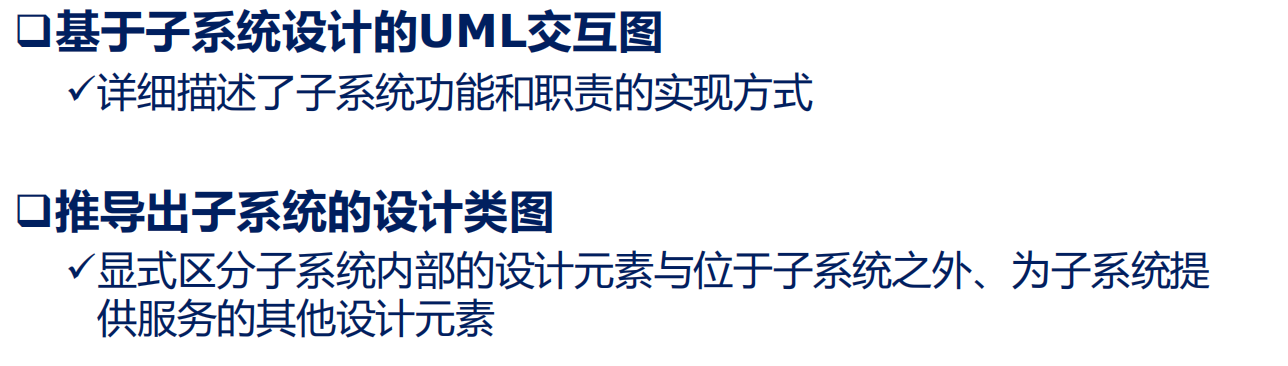 ❑基于子系统设计的UML交互图
✓详细描述了子系统功能和职责的实现方式
❑推导出子系统的设计类图
✓显式区分子系统内部的设计元素与位于子系统之外、为子系统提
供服务的其他设计元素